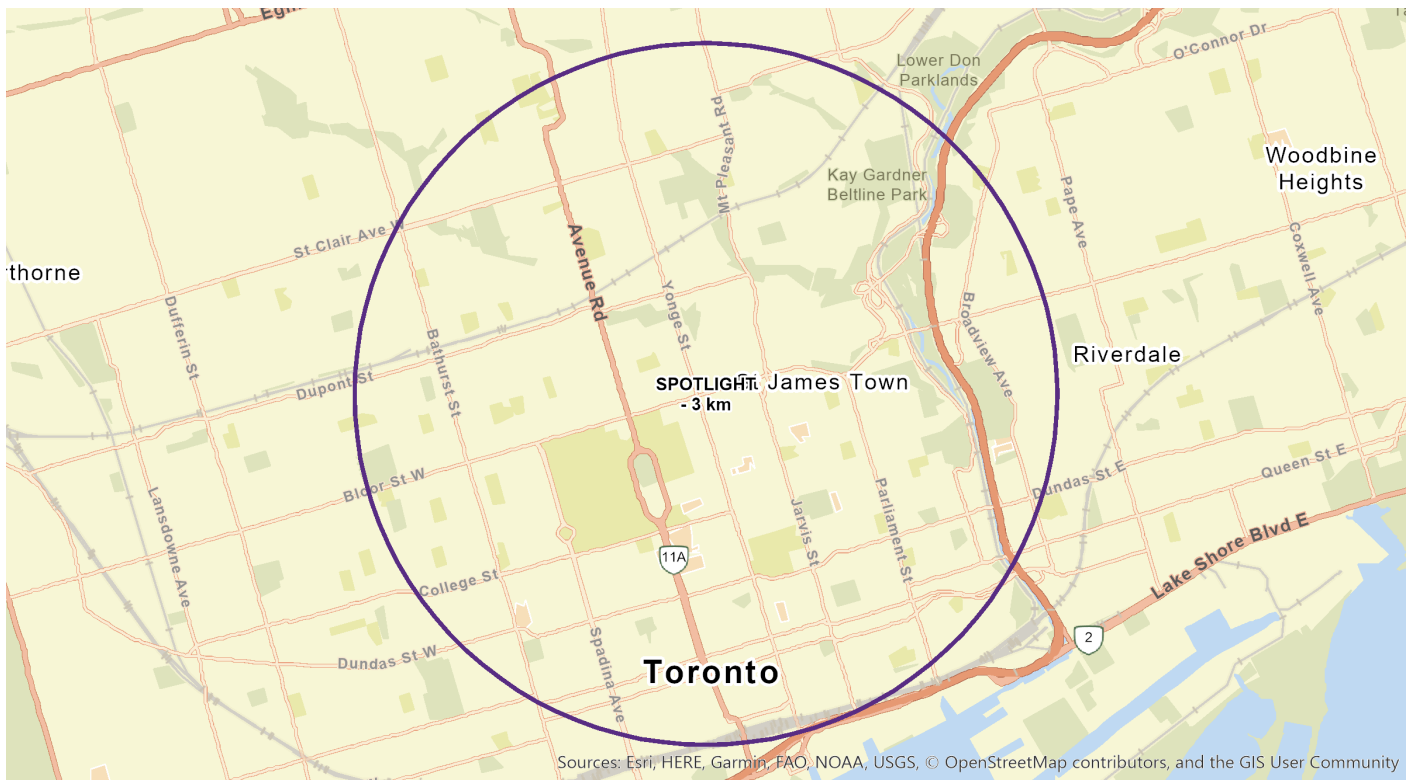 O'Connor Dr
Lower Don
Parklands
Mt Pleasant Rd
Woodbine
Heights
Kay Gardner
Beltline Park
Pape Ave
St Clair Ave W
Avenue Rd
Coxwell Ave
rthorne
Dufferin St
Yonge St
Broadview Ave
Bathurst St
Riverdale
Dupont St
SPOTLIGHT
- 3 km
James Town
Bloor St W
Queen St E
Dundas St E
Lansdowne Ave
Jarvis St
Parliament St
Lake Shore Blvd E
11A
College St
2
Dundas St W
Spadina Ave
Toronto
Sources: Esri, HERE, Garmin, FAO, NOAA, USGS, © OpenStreetMap contributors, and the GIS User Community